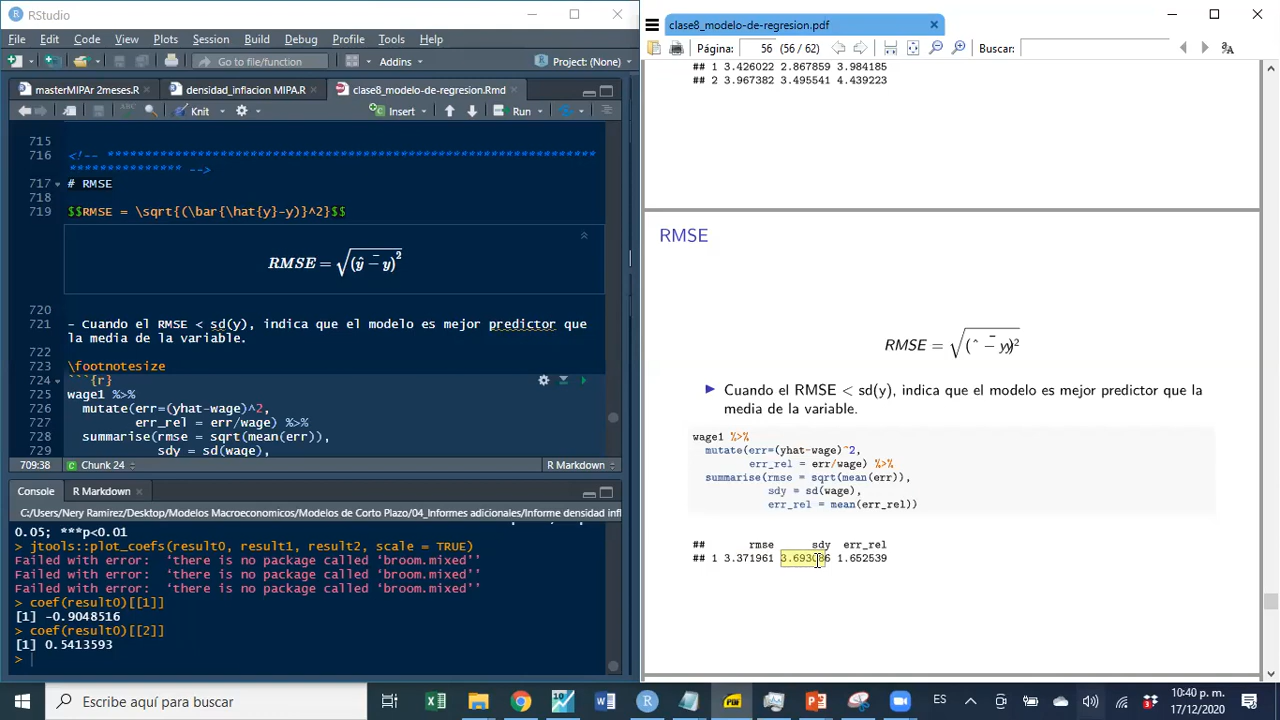 RStudio
File Edit Code View Plots Session Build Debug Profile Tools Help
Go to file/function
Addins
Project: (None)
masterMIPAr 2mesc
densidad_inflacion MIPA.R
clase8_modelo-de-regresion.Rmd
Knit
Insert
Run
715
716 <!-- *****************************************************************
*************** -->
717 # RMSE
718
719 $$RMSE = \sqrt{(\bar{\hat{y}-y)}^2}$$
RMSE = √(ŷ − y)²
720
721 - Cuando el RMSE < sd(y), indica que el modelo es mejor predictor que
la media de la variable.
722
723 \footnotesize
724 ```{r}
725 wage1 %>%
726 mutate(err=(yhat-wage)^2,
727 err_rel = err/wage) %>%
728 summarise(rmse = sqrt(mean(err)),
729 sdy = sd(wage),
709:38 Chunk 24 R Markdown
Console R Markdown
C:/Users/Neptali Perez/Tempo/Modelos Macroeconomicos/Modelos de Corto Plazo/04_Informes adicionales/Informe densidad infl
0.05; ***p<0.01
> jtools::plot_coefs(result0, result1, result2, scale = TRUE)
Failed with error: ‘there is no package called ‘broom.mixed’’
Failed with error: ‘there is no package called ‘broom.mixed’’
Failed with error: ‘there is no package called ‘broom.mixed’’
> coef(result0)[[1]]
[1] -0.9048516
> coef(result0)[[2]]
[1] 0.5413593
>
clase8_modelo-de-regresion.pdf
Página: 56 (56 / 62)
Buscar:
## 1 3.426022 2.867859 3.984185
## 2 3.967382 3.495541 4.439223
RMSE
RMSE = √(ˆ − y)²
Cuando el RMSE < sd(y), indica que el modelo es mejor predictor que la
media de la variable.
wage1 %>%
mutate(err=(yhat-wage)^2,
err_rel = err/wage) %>%
summarise(rmse = sqrt(mean(err)),
sdy = sd(wage),
err_rel = mean(err_rel))
## rmse sdy err_rel
## 1 3.371961 3.693086 1.652539
Escribe aquí para buscar
ES
10:40 p. m.
17/12/2020